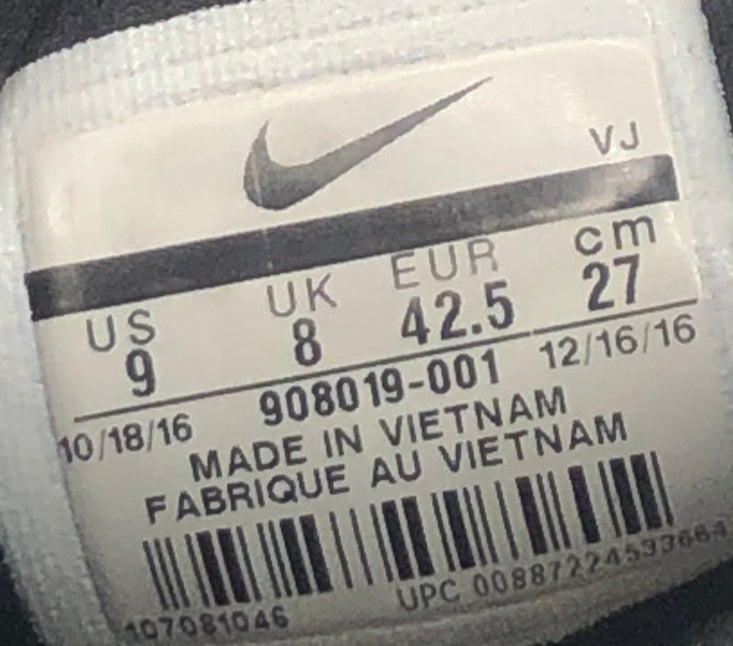 VJ
US UK EUR cm
9 8 42.5 27
10/18/16 908019-001 12/16/16
MADE IN VIETNAM
FABRIQUE AU VIETNAM
107081046 UPC 00887224533664